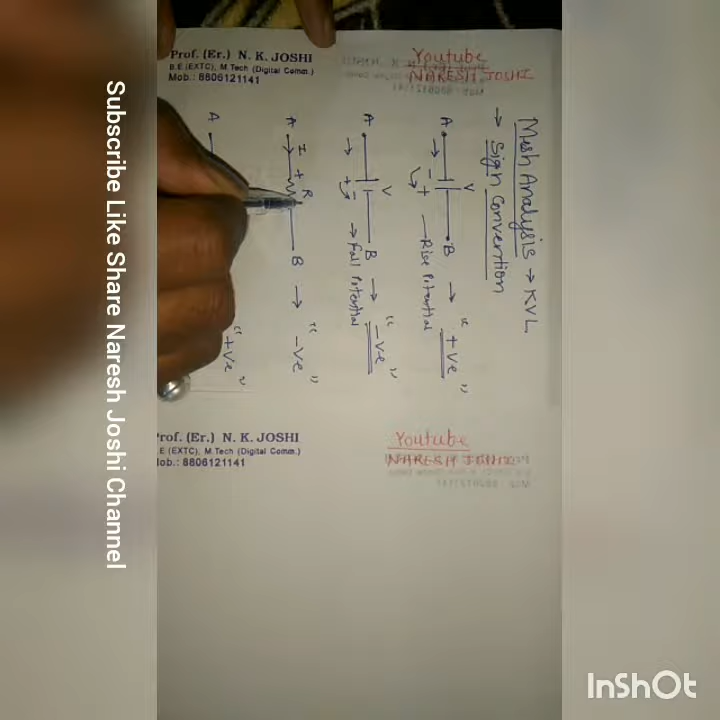 Prof. (Er.) N. K. JOSHI
B.E (EXTC), M.Tech (Digital Comm.)
Mob.: 8806121141
Youtube
NARESH JOSHI
Mesh Analysis → KVL
→ Sign Convention
A → - + V B → "+ve"
Rise Potential
A → + - V B → "-ve"
→ Fall Potential
A I + R B → "-ve"
A "+ve"
rof. (Er.) N. K. JOSHI
.E (EXTC), M.Tech (Digital Comm.)
ob.: 8806121141
Youtube
NARESH JOSHI
Subscribe Like Share Naresh Joshi Channel
InShOt